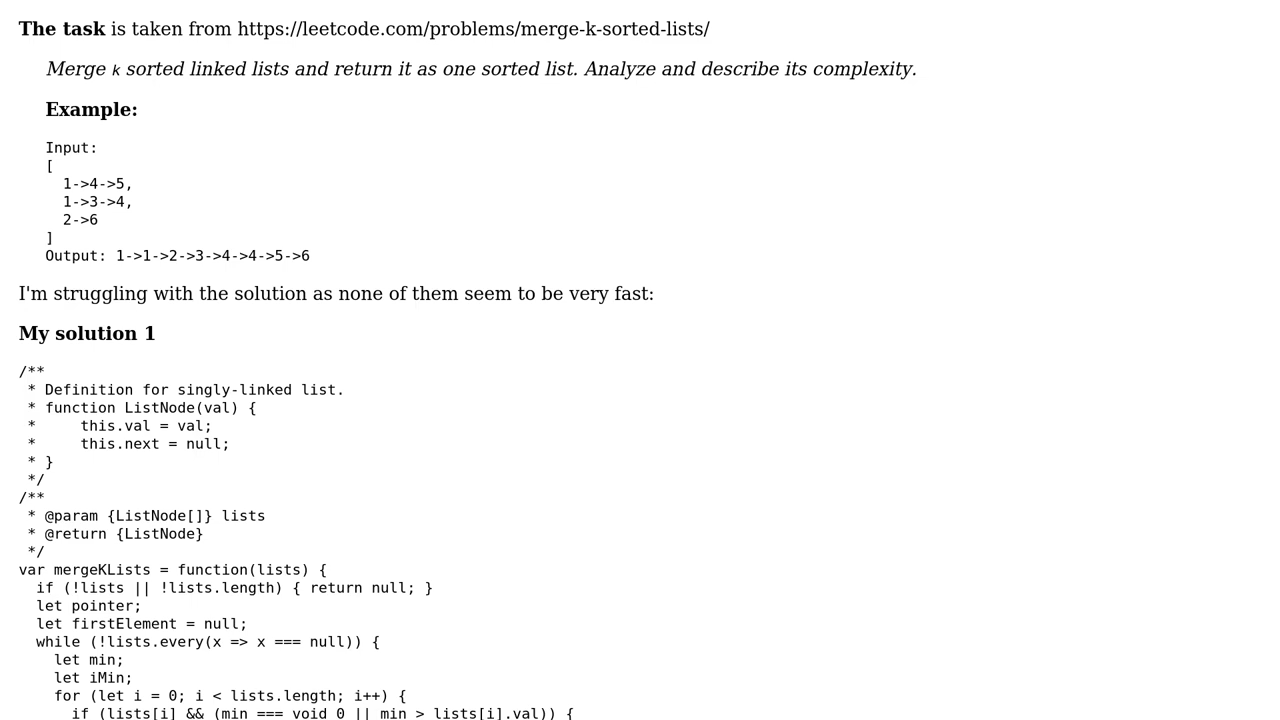 The task is taken from https://leetcode.com/problems/merge-k-sorted-lists/
Merge k sorted linked lists and return it as one sorted list. Analyze and describe its complexity.
Example:
Input:
[
  1->4->5,
  1->3->4,
  2->6
]
Output: 1->1->2->3->4->4->5->6
I'm struggling with the solution as none of them seem to be very fast:
My solution 1
/**
 * Definition for singly-linked list.
 * function ListNode(val) {
 *     this.val = val;
 *     this.next = null;
 * }
 */
/**
 * @param {ListNode[]} lists
 * @return {ListNode}
 */
var mergeKLists = function(lists) {
  if (!lists || !lists.length) { return null; }
  let pointer;
  let firstElement = null;
  while (!lists.every(x => x === null)) {
    let min;
    let iMin;
    for (let i = 0; i < lists.length; i++) {
      if (lists[i] && (min === void 0 || min > lists[i].val)) {